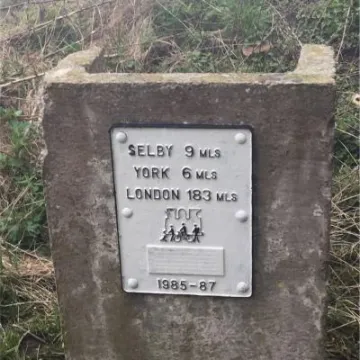 SELBY 9 MLS
YORK 6 MLS
LONDON 183 MLS
1985-87